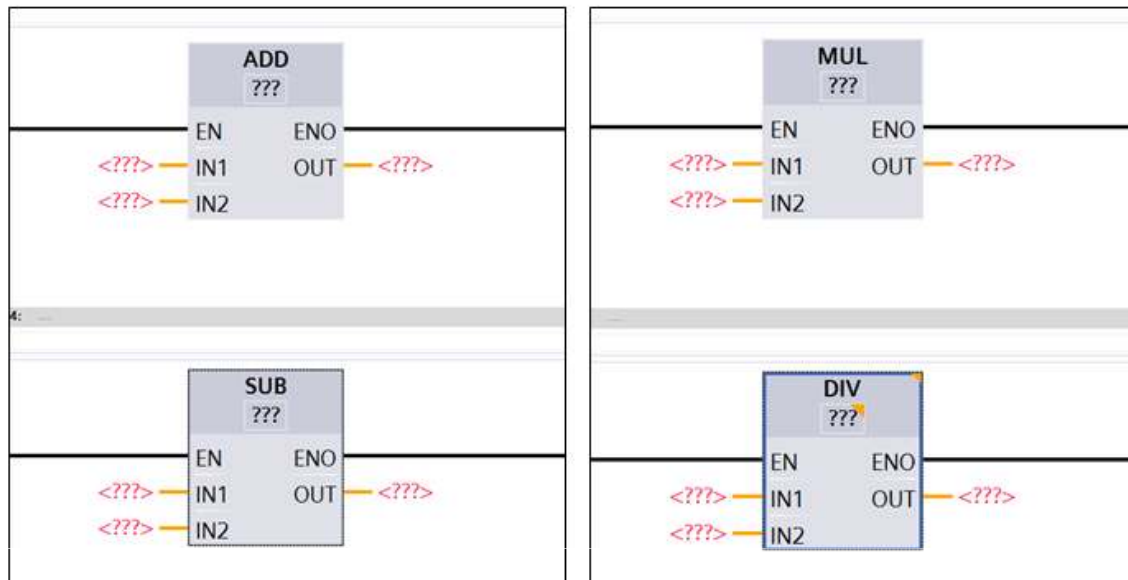 ADD
???
EN ENO
<???> IN1 OUT <???>
<???> IN2
4: ...
SUB
???
EN ENO
<???> IN1 OUT <???>
<???> IN2
MUL
???
EN ENO
<???> IN1 OUT <???>
<???> IN2
...
DIV
???
EN ENO
<???> IN1 OUT <???>
<???> IN2